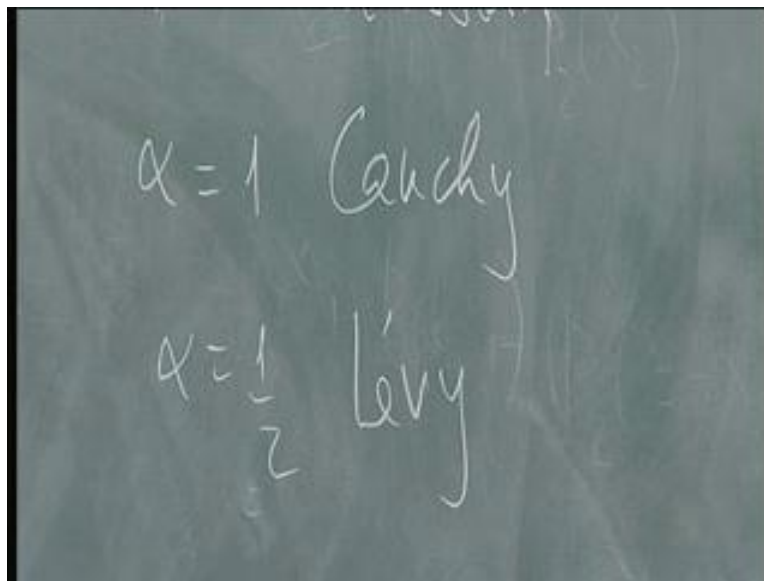 α = 1 Cauchy
α = 1/2 Lévy